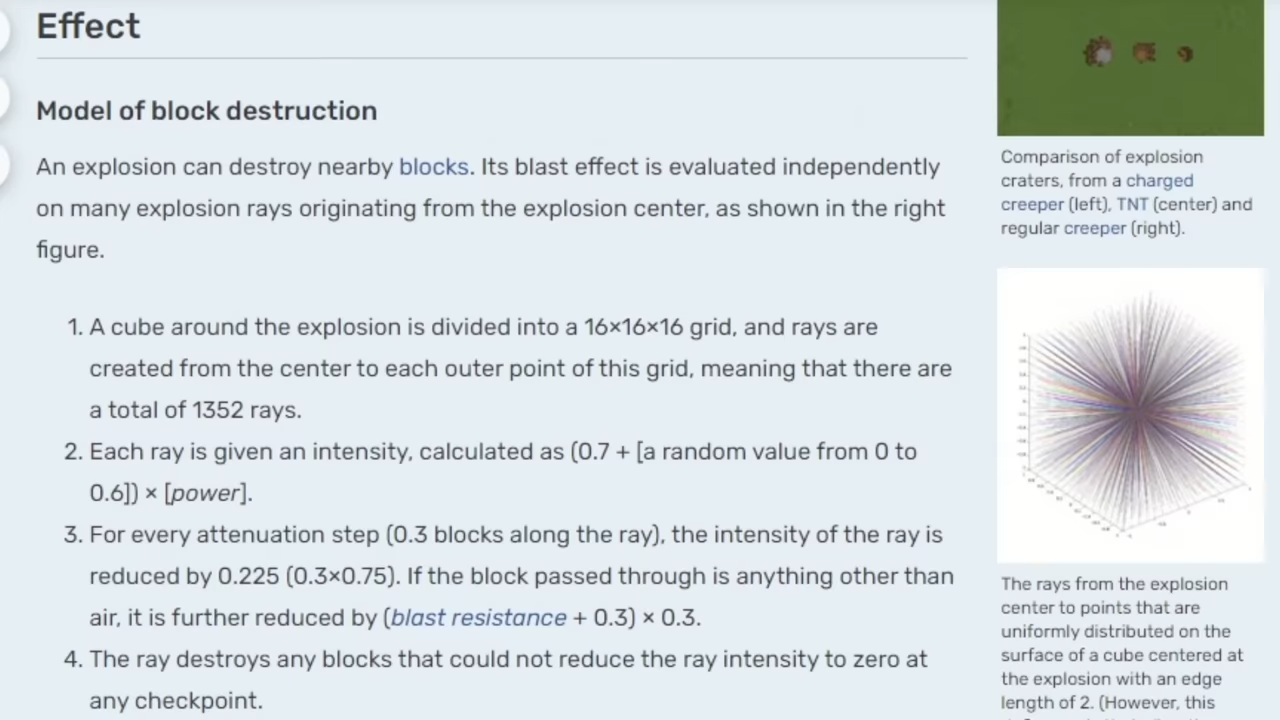 Effect
Model of block destruction
An explosion can destroy nearby blocks. Its blast effect is evaluated independently
on many explosion rays originating from the explosion center, as shown in the right
figure.
1. A cube around the explosion is divided into a 16×16×16 grid, and rays are
created from the center to each outer point of this grid, meaning that there are
a total of 1352 rays.
2. Each ray is given an intensity, calculated as (0.7 + [a random value from 0 to
0.6]) × [power].
3. For every attenuation step (0.3 blocks along the ray), the intensity of the ray is
reduced by 0.225 (0.3×0.75). If the block passed through is anything other than
air, it is further reduced by (blast resistance + 0.3) × 0.3.
4. The ray destroys any blocks that could not reduce the ray intensity to zero at
any checkpoint.
Comparison of explosion
craters, from a charged
creeper (left), TNT (center) and
regular creeper (right).
The rays from the explosion
center to points that are
uniformly distributed on the
surface of a cube centered at
the explosion with an edge
length of 2. (However, this